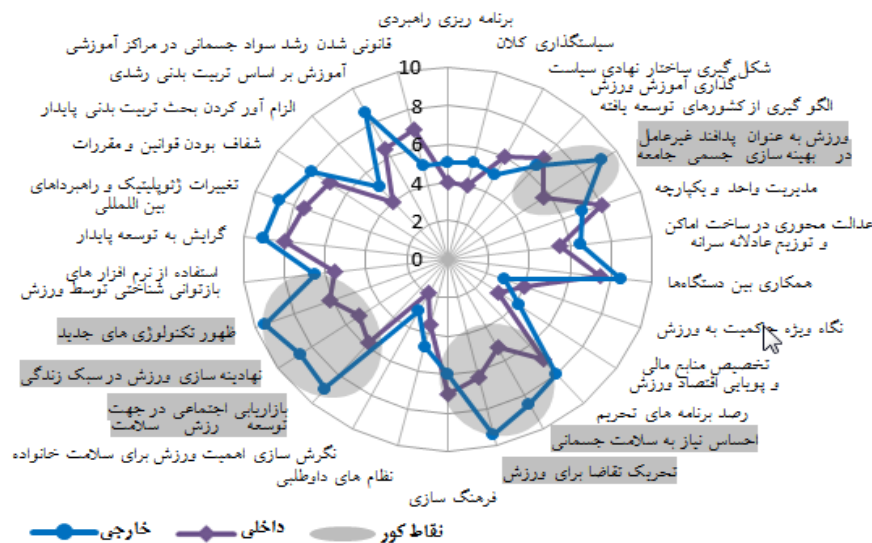 برنامه ریزی راهبردی
سیاستگذاری کلان
شکل گیری ساختار نهادی سیاست
گذاری آموزش ورزش
الگو گیری از کشورهای توسعه یافته
ورزش به عنوان پدافند غیرعامل
در بهینه سازی جسمی جامعه
مدیریت واحد و یکپارچه
عدالت محوری در ساخت اماکن
و توزیع عادلانه سرانه
همکاری بین دستگاه‌ها
نگاه ویژه حاکمیت به ورزش
تخصیص منابع مالی
و پویایی اقتصاد ورزش
رصد برنامه های تحریم
احساس نیاز به سلامت جسمانی
تحریک تقاضا برای ورزش
فرهنگ سازی
نظام های داوطلبی
نگرش سازی اهمیت ورزش برای سلامت خانواده
بازاریابی اجتماعی در جهت
توسعه رزش سلامت
نهادینه سازی ورزش در سبک زندگی
ظهور تکنولوژی های جدید
استفاده از نرم افزار های
بازتوانی شناختی توسط ورزش
گرایش به توسعه پایدار
تغییرات ژئوپلیتیک و راهبردهای
بین اللمللی
شفاف بودن قوانین و مقررات
الزام آور کردن بحث تربیت بدنی پایدار
آموزش بر اساس تربیت بدنی رشدی
قانونی شدن رشد سواد جسمانی در مراکز آموزشی
10
8
6
4
2
0
خارجی
داخلی
نقاط کور